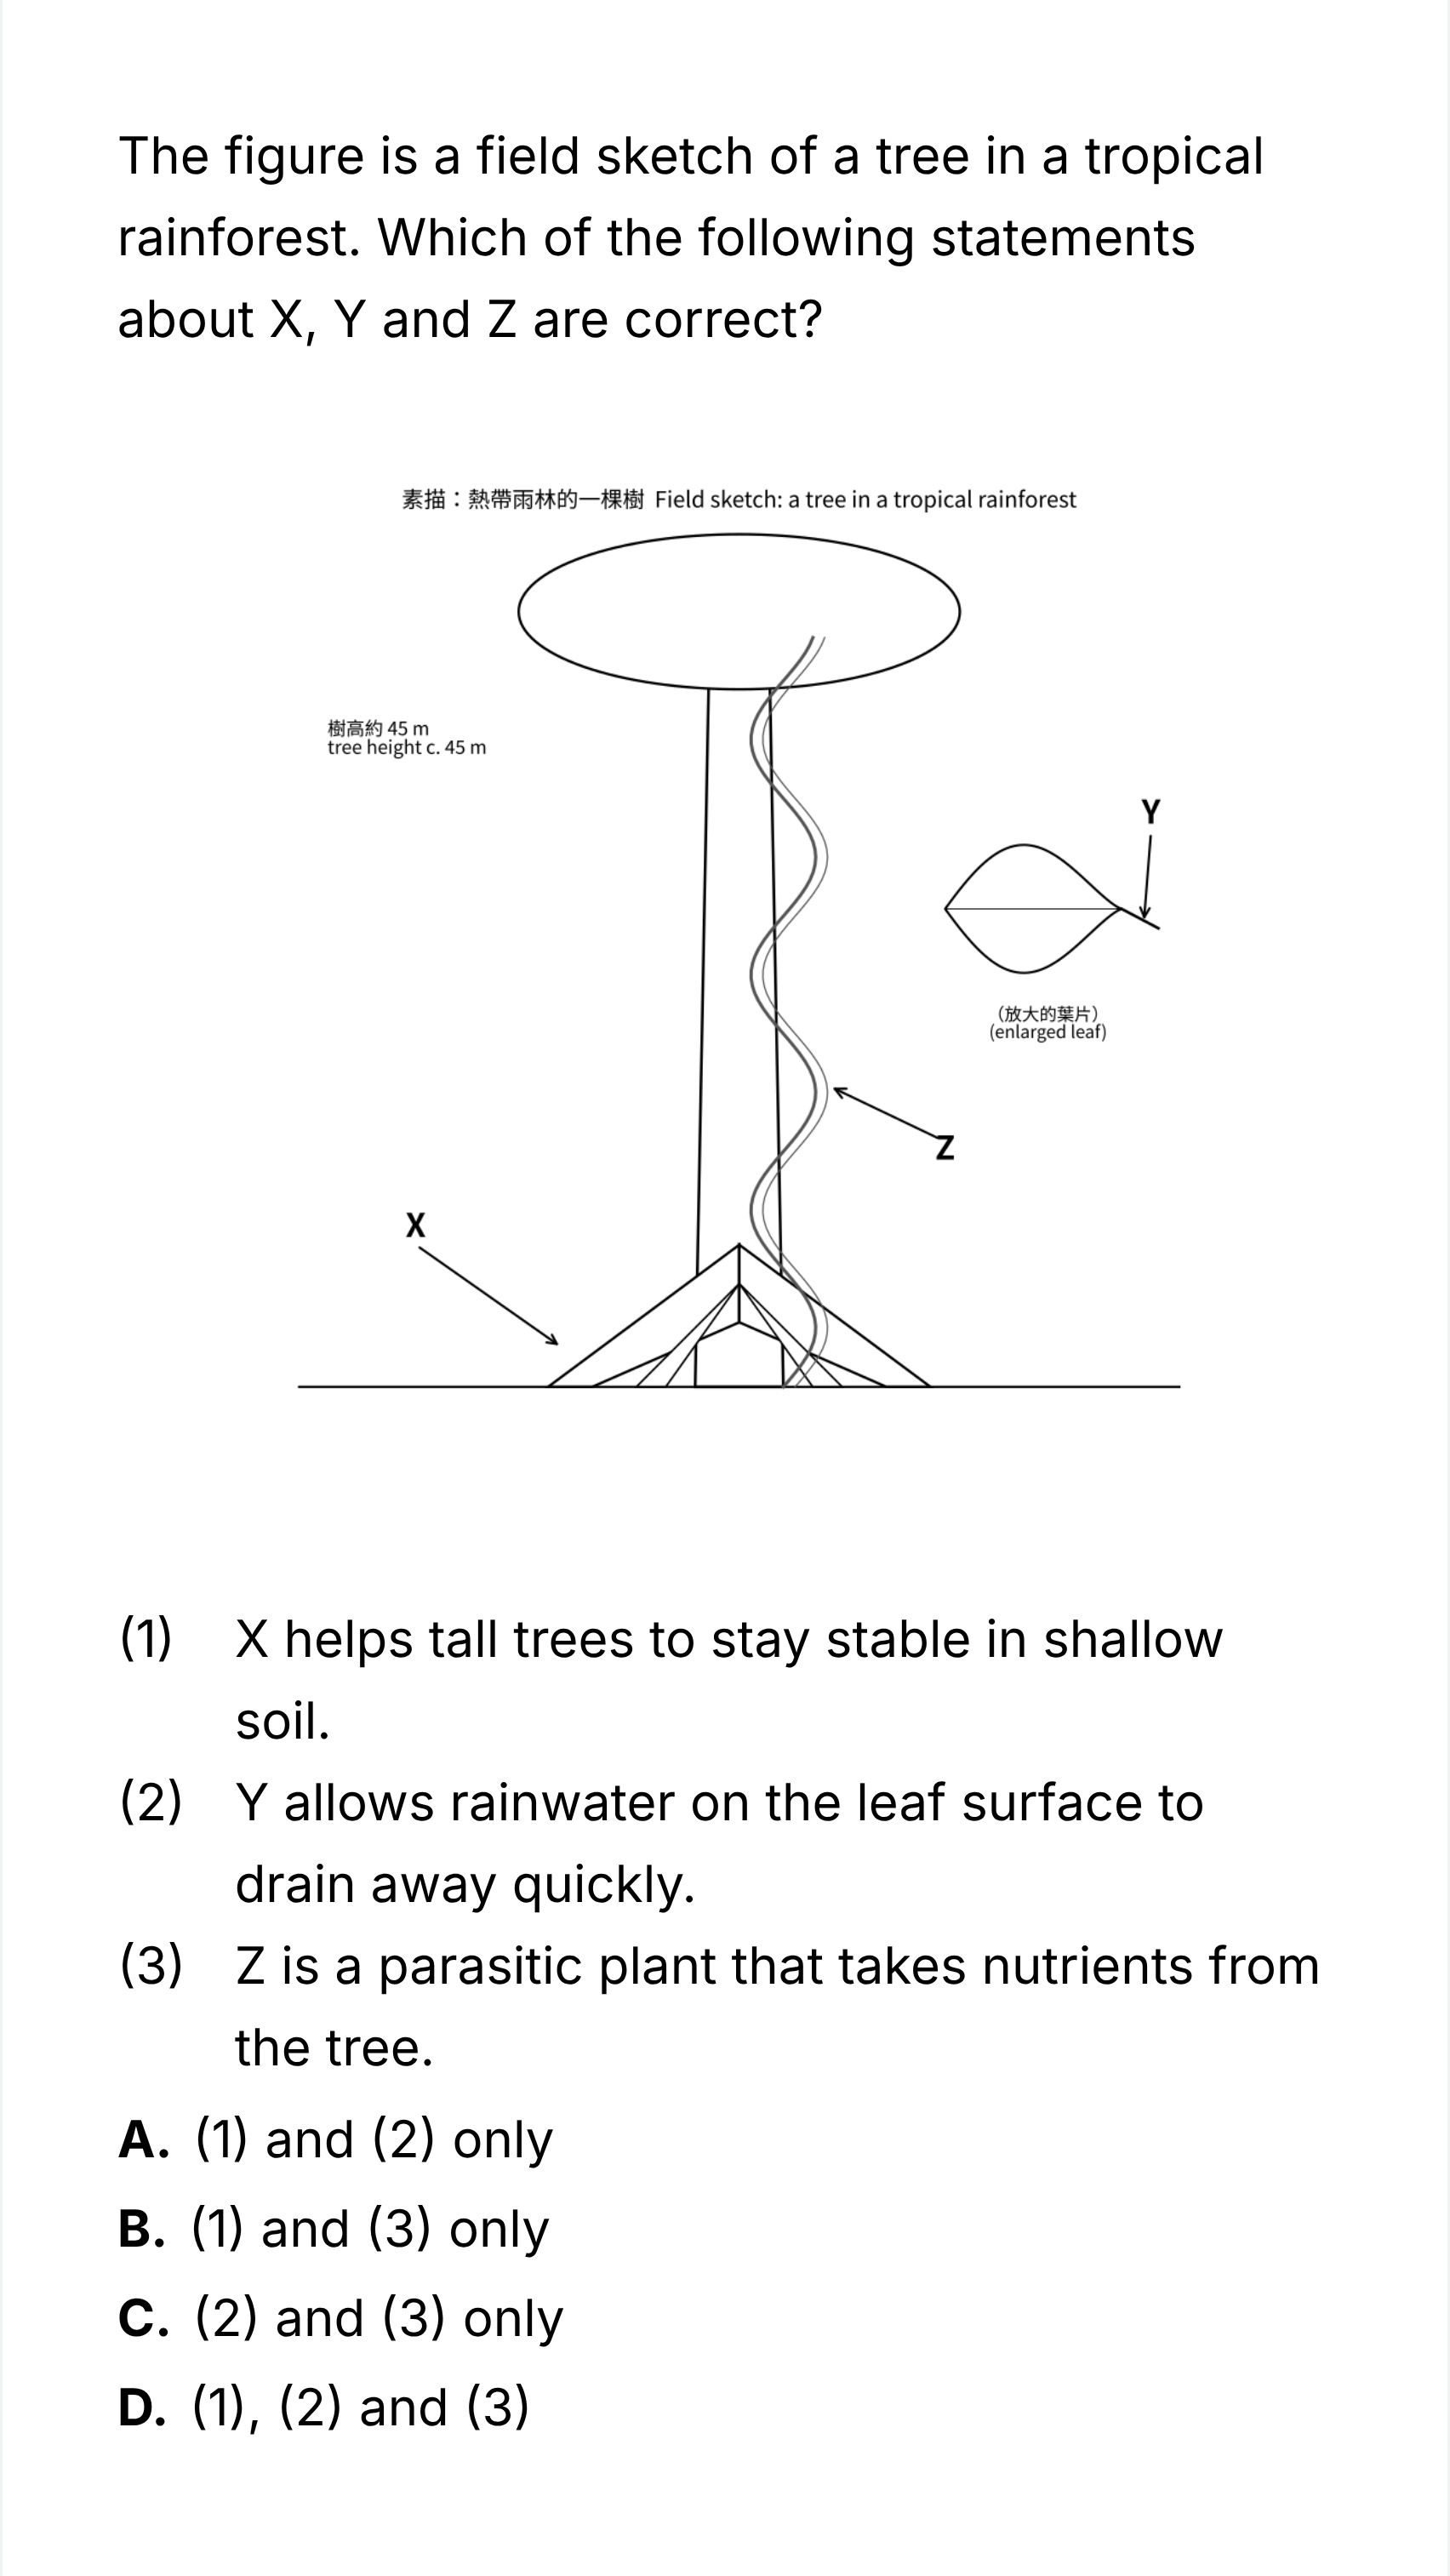 The figure is a field sketch of a tree in a tropical
rainforest. Which of the following statements
about X, Y and Z are correct?
素描：熱帶雨林的一棵樹 Field sketch: a tree in a tropical rainforest
樹高約 45 m
tree height c. 45 m
Y
（放大的葉片）
(enlarged leaf)
Z
X
(1) X helps tall trees to stay stable in shallow
soil.
(2) Y allows rainwater on the leaf surface to
drain away quickly.
(3) Z is a parasitic plant that takes nutrients from
the tree.
A. (1) and (2) only
B. (1) and (3) only
C. (2) and (3) only
D. (1), (2) and (3)